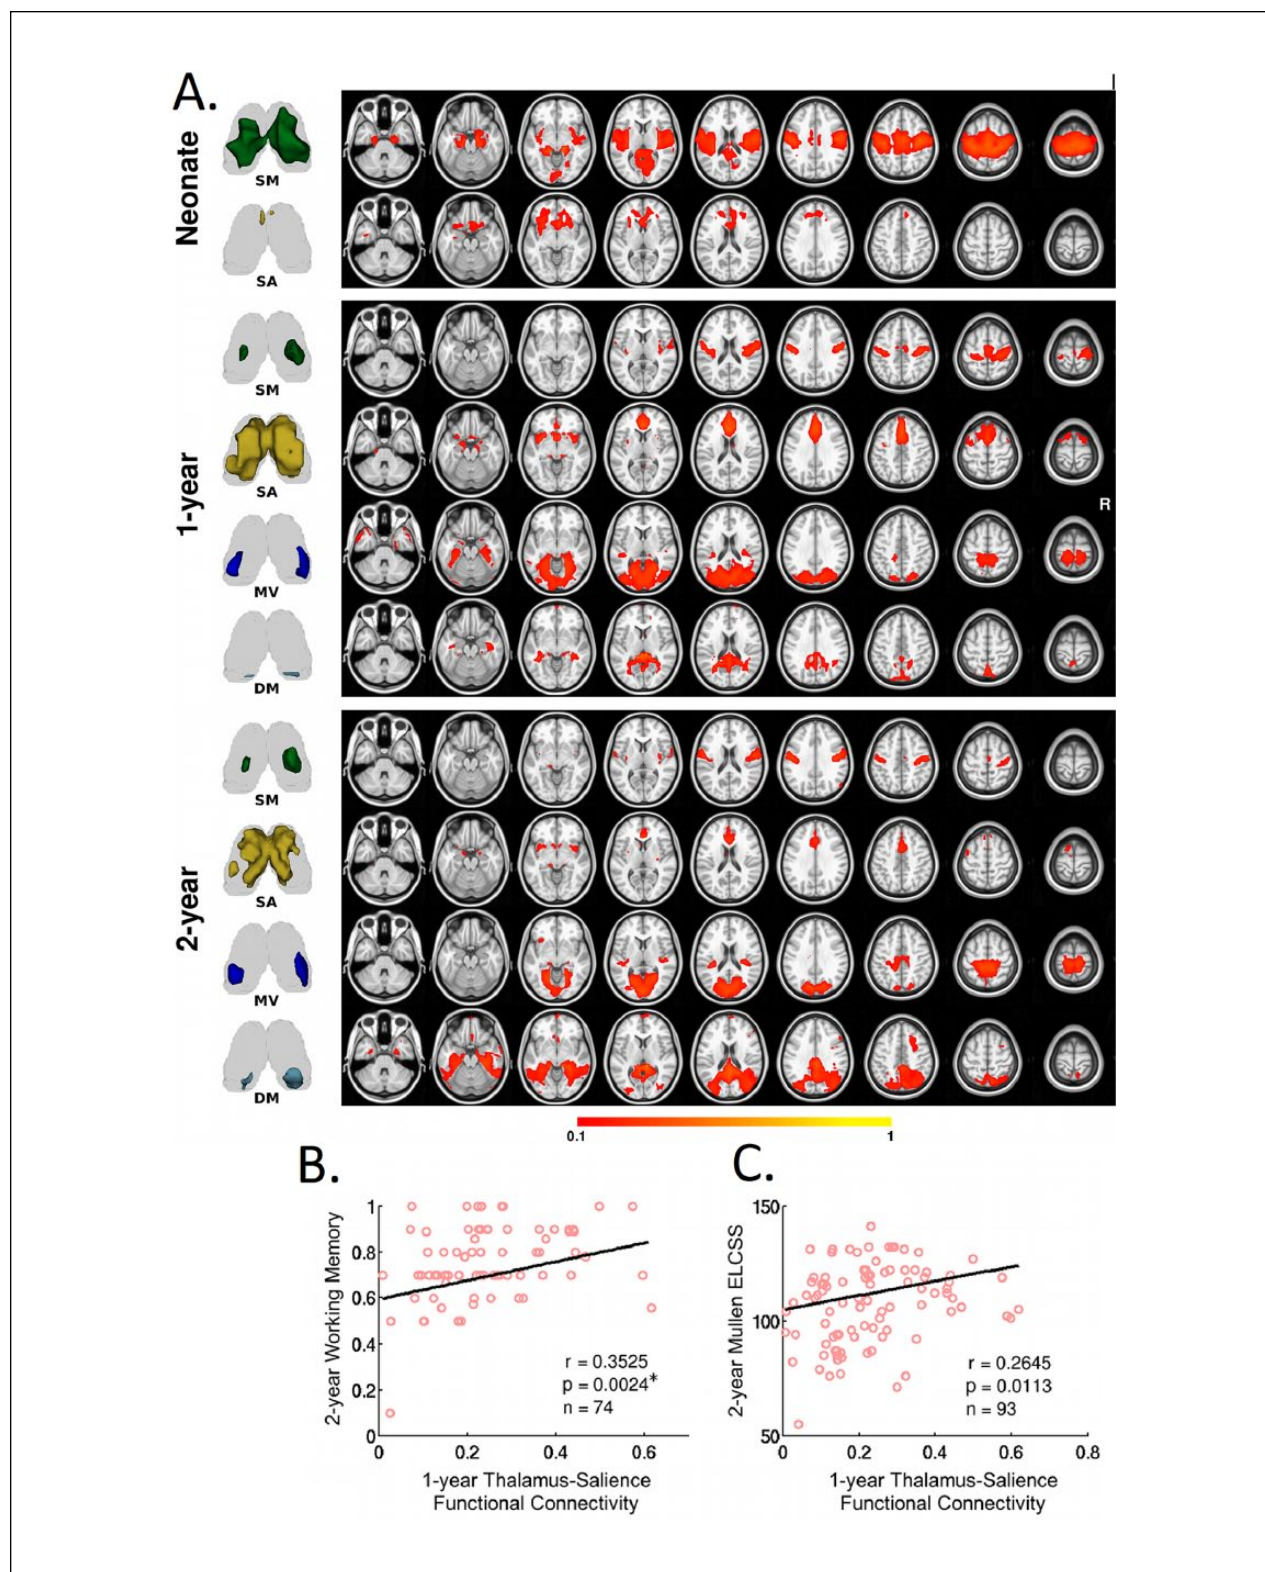 A.
Neonate
SM
SA
1-year
SM
SA
MV
DM
R
2-year
SM
SA
MV
DM
0.1
1
B.
2-year Working Memory
1
0.8
0.6
0.4
0.2
0
r = 0.3525
p = 0.0024*
n = 74
0
0.2
0.4
0.6
1-year Thalamus-Salience
Functional Connectivity
C.
2-year Mullen ELCSS
150
100
50
r = 0.2645
p = 0.0113
n = 93
0
0.2
0.4
0.6
0.8
1-year Thalamus-Salience
Functional Connectivity